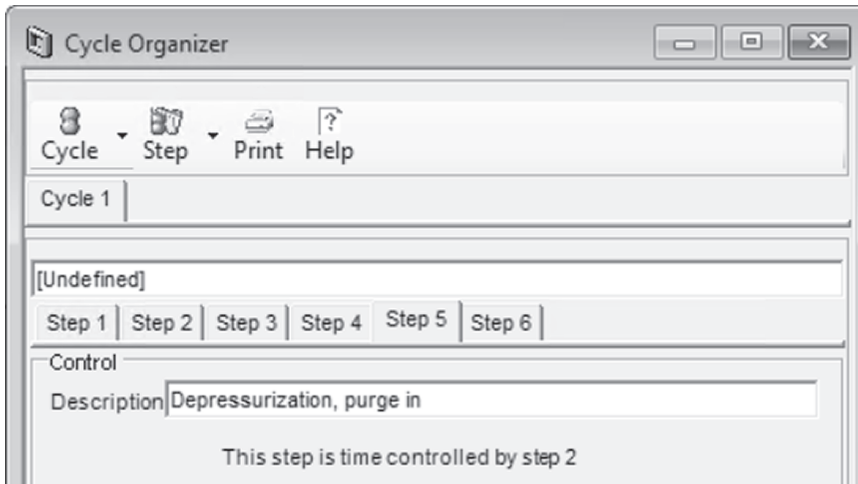 Cycle Organizer
Cycle Step Print Help
Cycle 1
[Undefined]
Step 1 Step 2 Step 3 Step 4 Step 5 Step 6
Control
Description Depressurization, purge in
This step is time controlled by step 2